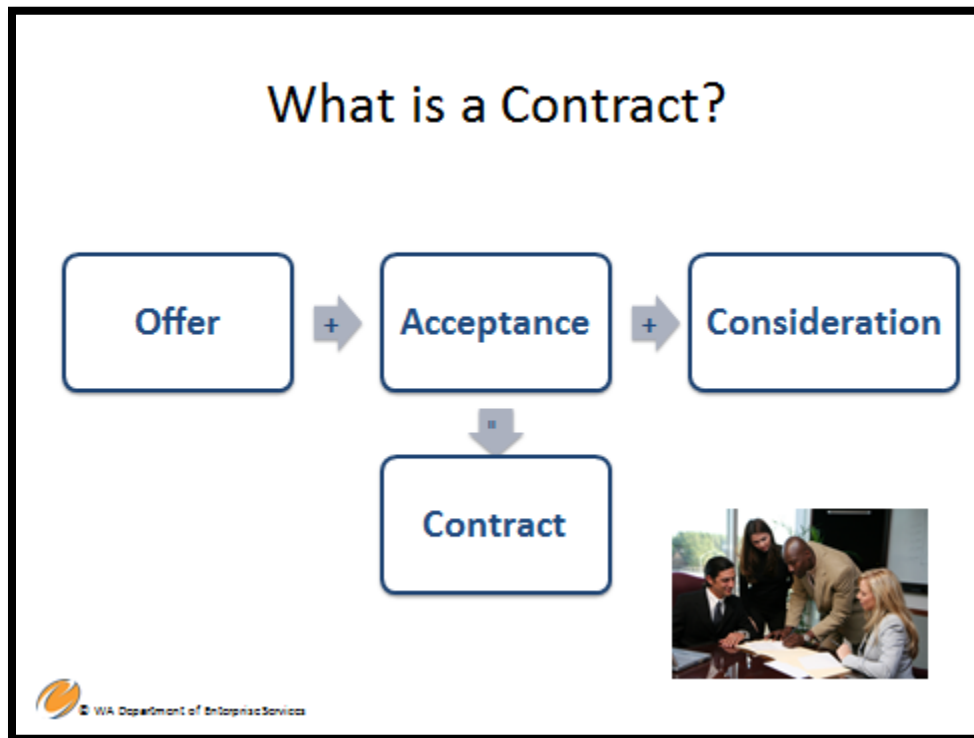 What is a Contract?
Offer + Acceptance + Consideration
=
Contract
© WA Department of Enterprise Services